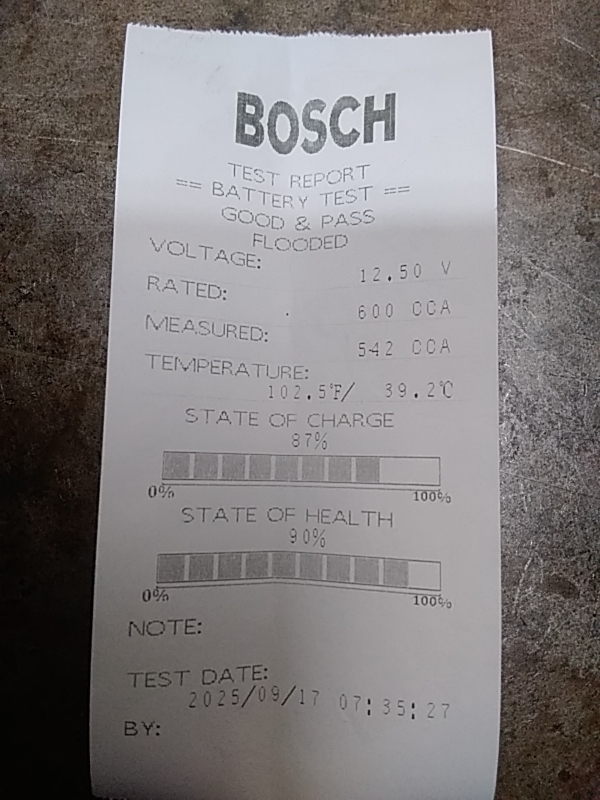 BOSCH
TEST REPORT
== BATTERY TEST ==
GOOD & PASS
FLOODED
VOLTAGE:
12.50 V
RATED:
600 CCA
MEASURED:
542 CCA
TEMPERATURE:
102.5℉/ 39.2℃
STATE OF CHARGE
87%
0% 100%
STATE OF HEALTH
90%
0% 100%
NOTE:
TEST DATE:
2025/09/17 07:35:27
BY: